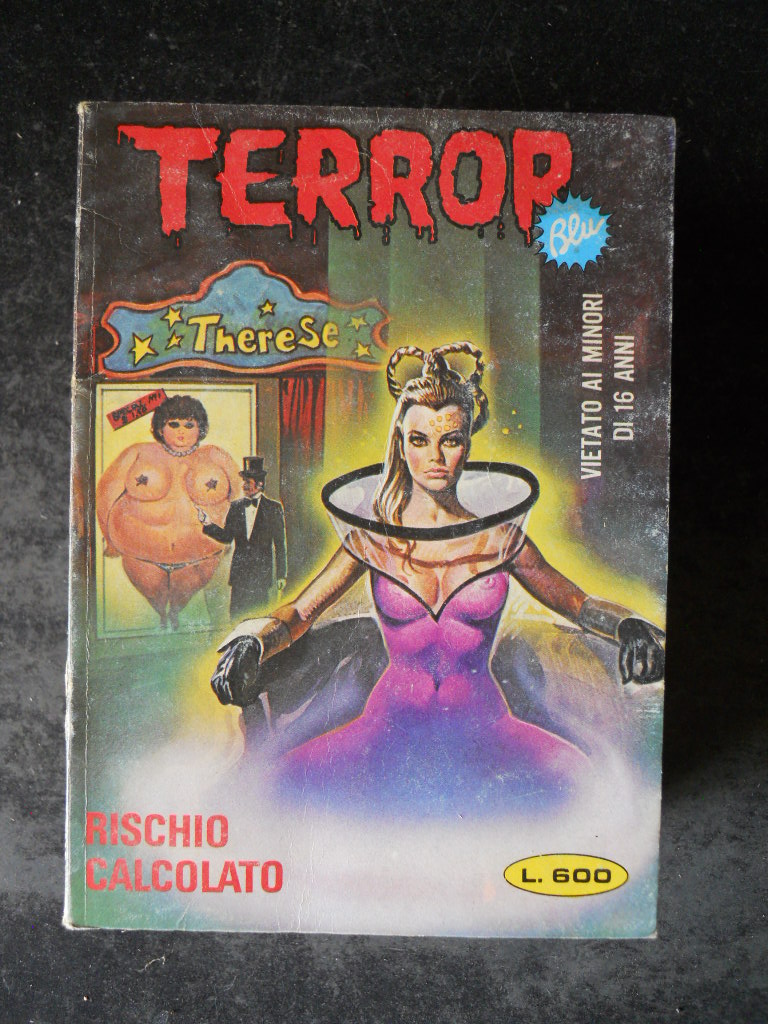 TERROR
Blu
Therese
VIETATO AI MINORI
DI 16 ANNI
RISCHIO
CALCOLATO
L. 600